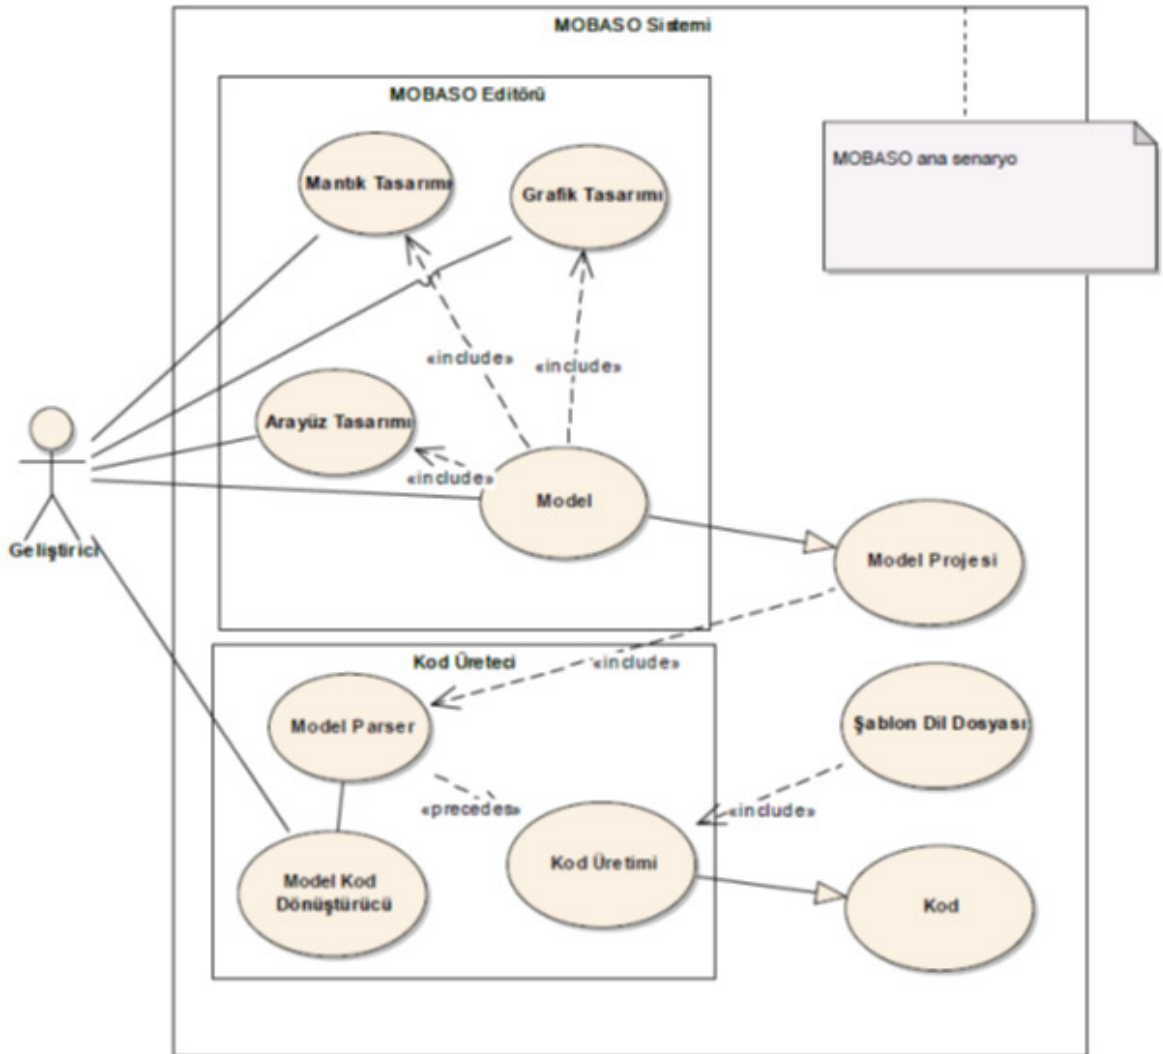 MOBASO Sistemi
MOBASO Editörü
MOBASO ana senaryo
Mantık Tasarımı
Grafik Tasarımı
«include»
«include»
Arayüz Tasarımı
«include»
Model
Geliştirici
Model Projesi
Kod Üreteci
«include»
Model Parser
Şablon Dil Dosyası
«precedes»
«include»
Kod Üretimi
Model Kod
Dönüştürücü
Kod